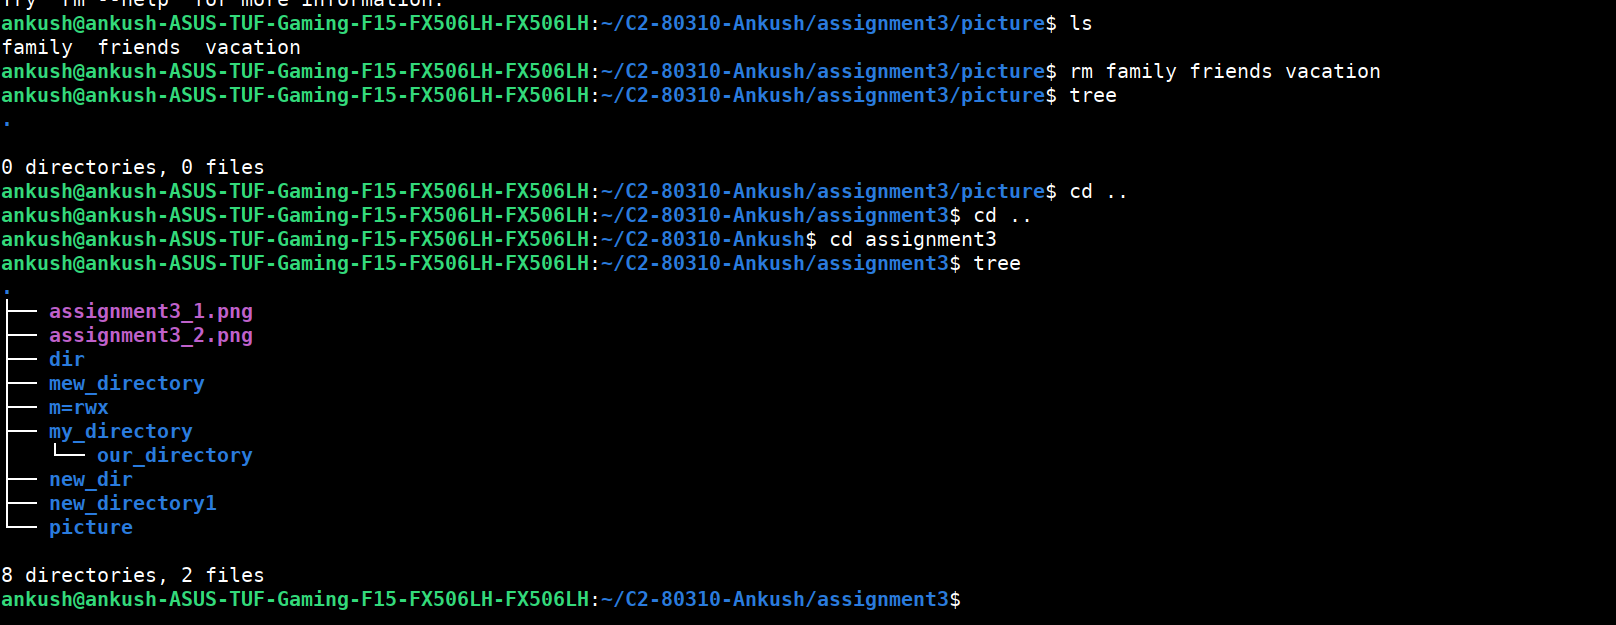 Try 'rm --help' for more information.
ankush@ankush-ASUS-TUF-Gaming-F15-FX506LH-FX506LH:~/C2-80310-Ankush/assignment3/picture$ ls
family  friends  vacation
ankush@ankush-ASUS-TUF-Gaming-F15-FX506LH-FX506LH:~/C2-80310-Ankush/assignment3/picture$ rm family friends vacation
ankush@ankush-ASUS-TUF-Gaming-F15-FX506LH-FX506LH:~/C2-80310-Ankush/assignment3/picture$ tree
.
0 directories, 0 files
ankush@ankush-ASUS-TUF-Gaming-F15-FX506LH-FX506LH:~/C2-80310-Ankush/assignment3/picture$ cd ..
ankush@ankush-ASUS-TUF-Gaming-F15-FX506LH-FX506LH:~/C2-80310-Ankush/assignment3$ cd ..
ankush@ankush-ASUS-TUF-Gaming-F15-FX506LH-FX506LH:~/C2-80310-Ankush$ cd assignment3
ankush@ankush-ASUS-TUF-Gaming-F15-FX506LH-FX506LH:~/C2-80310-Ankush/assignment3$ tree
.
├── assignment3_1.png
├── assignment3_2.png
├── dir
├── mew_directory
├── m=rwx
├── my_directory
│   └── our_directory
├── new_dir
├── new_directory1
└── picture
8 directories, 2 files
ankush@ankush-ASUS-TUF-Gaming-F15-FX506LH-FX506LH:~/C2-80310-Ankush/assignment3$